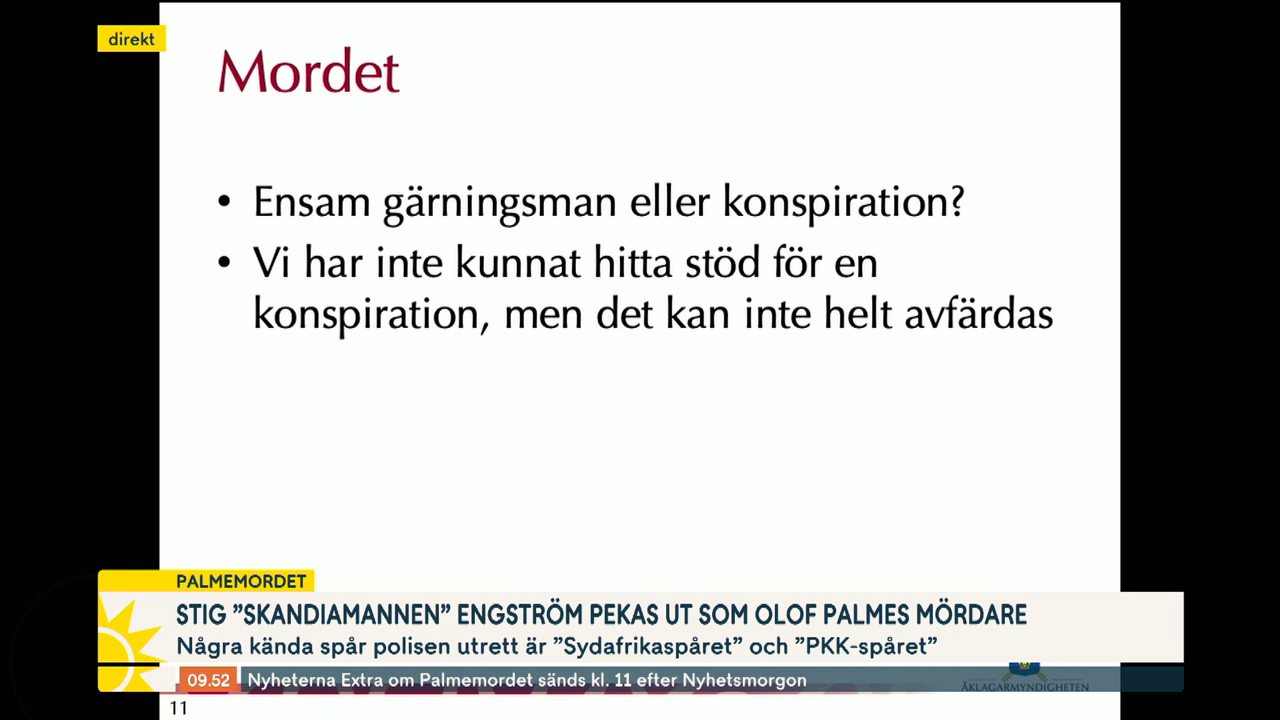 direkt
Mordet
• Ensam gärningsman eller konspiration?
• Vi har inte kunnat hitta stöd för en
konspiration, men det kan inte helt avfärdas
PALMEMORDET
STIG ”SKANDIAMANNEN” ENGSTRÖM PEKAS UT SOM OLOF PALMES MÖRDARE
Några kända spår polisen utrett är ”Sydafrikaspåret” och ”PKK-spåret”
09.52 Nyheterna Extra om Palmemordet sänds kl. 11 efter Nyhetsmorgon
ÅKLAGARMYNDIGHETEN
11